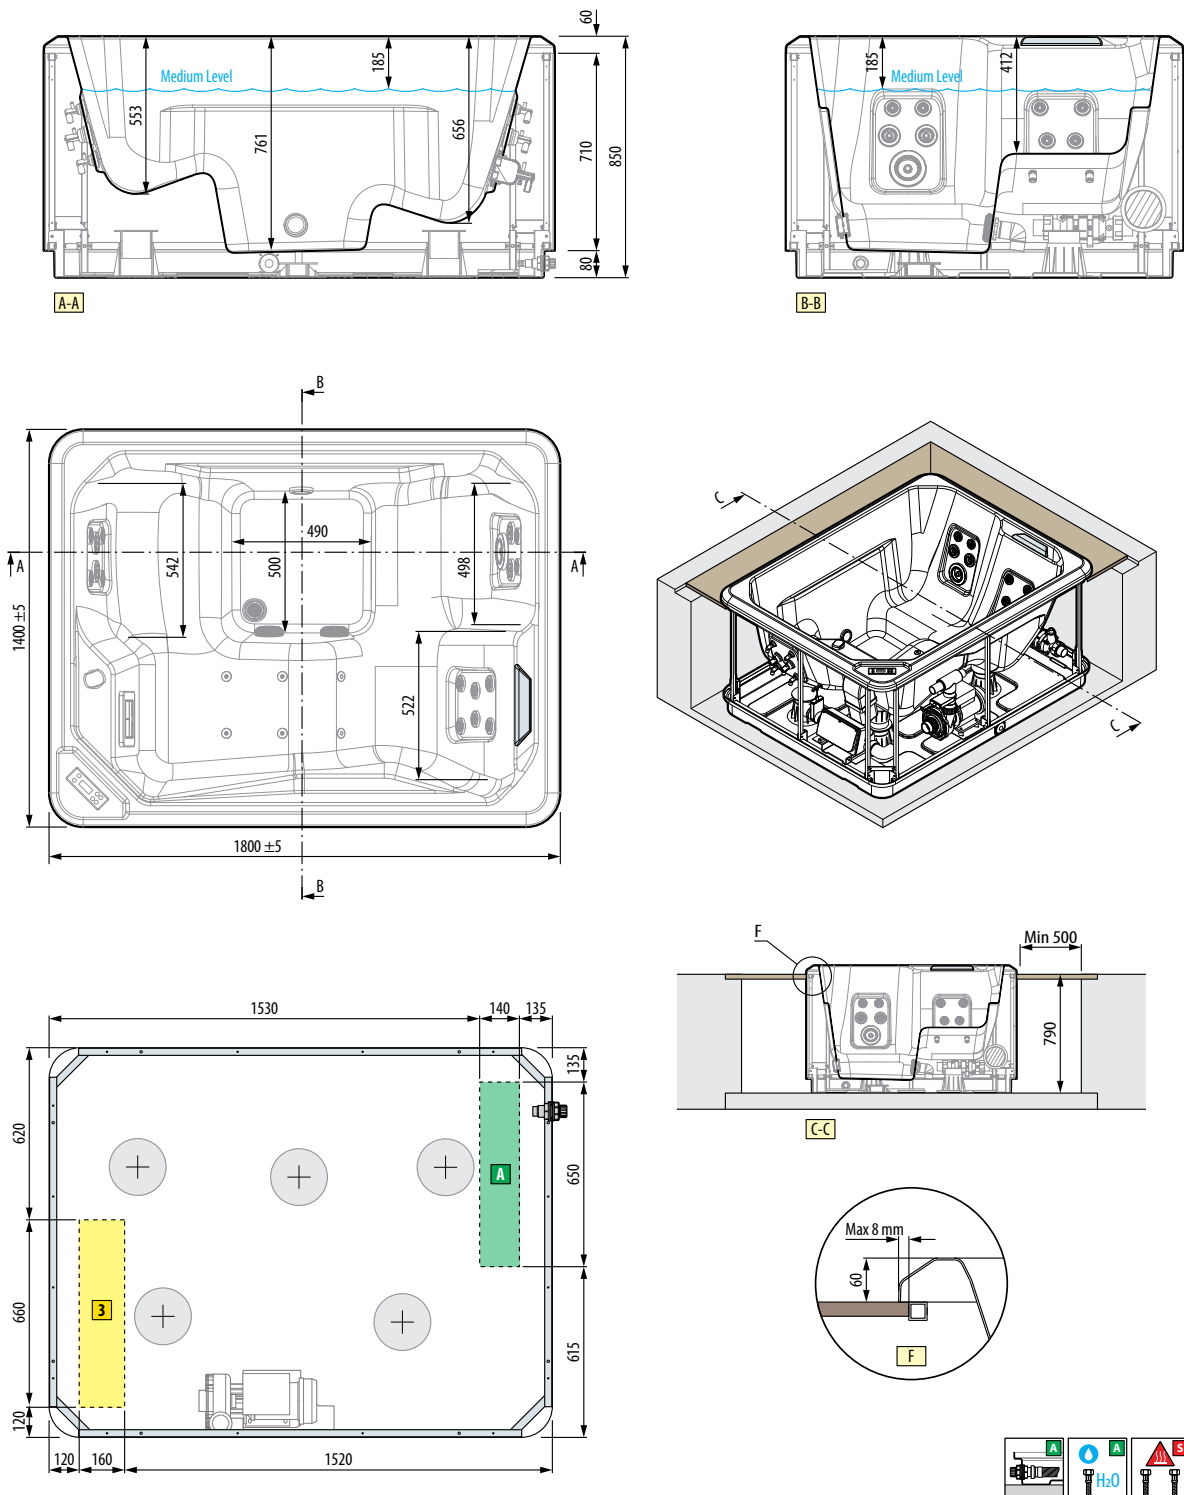 60
185
Medium Level
553
761
656
710
850
80
A-A
185
Medium Level
412
B-B
B
A
A
542
490
500
498
522
1400 ±5
1800 ±5
B
C
C
F
Min 500
790
C-C
1530
140
135
135
620
650
A
660
3
615
120
120
160
1520
Max 8 mm
60
F
A
A
H2O
S